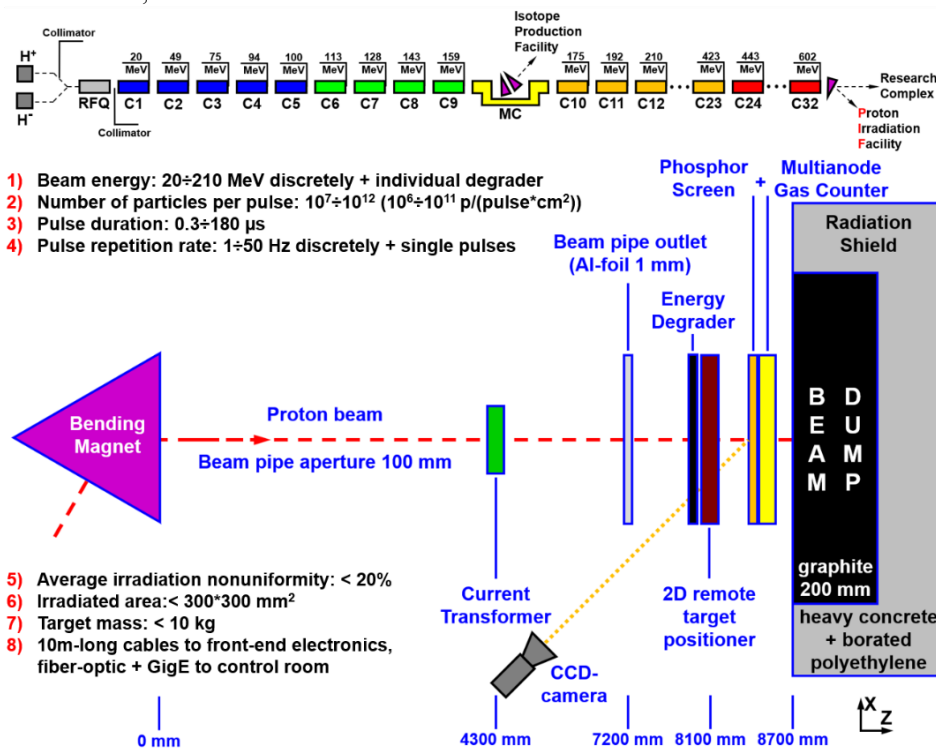 Isotope
Production
Facility
Collimator
H+
H-
RFQ
Collimator
20 MeV
49 MeV
75 MeV
94 MeV
100 MeV
113 MeV
128 MeV
143 MeV
159 MeV
175 MeV
192 MeV
210 MeV
423 MeV
443 MeV
602 MeV
C1 C2 C3 C4 C5 C6 C7 C8 C9 MC C10 C11 C12 ••• C23 C24 ••• C32
Research
Complex
Proton
Irradiation
Facility
1) Beam energy: 20÷210 MeV discretely + individual degrader
2) Number of particles per pulse: 10⁷÷10¹² (10⁶÷10¹¹ p/(pulse*cm²))
3) Pulse duration: 0.3÷180 µs
4) Pulse repetition rate: 1÷50 Hz discretely + single pulses
Phosphor
Screen
+
Multianode
Gas Counter
Beam pipe outlet
(Al-foil 1 mm)
Energy
Degrader
Radiation
Shield
Bending
Magnet
Proton beam
Beam pipe aperture 100 mm
BEAM
DUMP
graphite
200 mm
heavy concrete
+ borated
polyethylene
5) Average irradiation nonuniformity: < 20%
6) Irradiated area:< 300*300 mm²
7) Target mass: < 10 kg
8) 10m-long cables to front-end electronics,
fiber-optic + GigE to control room
Current
Transformer
2D remote
target
positioner
CCD-
camera
X
Z
0 mm
4300 mm
7200 mm
8100 mm
8700 mm